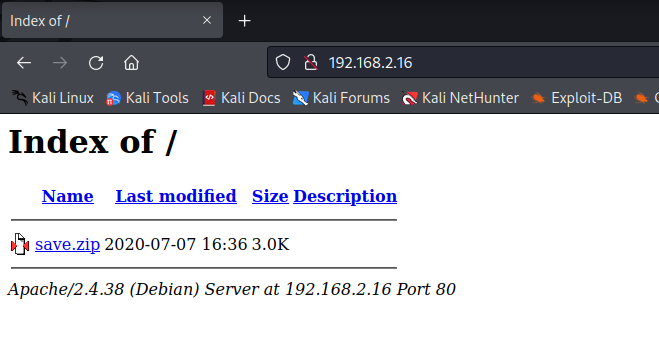 Index of /
192.168.2.16
Kali Linux Kali Tools Kali Docs Kali Forums Kali NetHunter Exploit-DB
Index of /
Name Last modified Size Description
save.zip 2020-07-07 16:36 3.0K
Apache/2.4.38 (Debian) Server at 192.168.2.16 Port 80